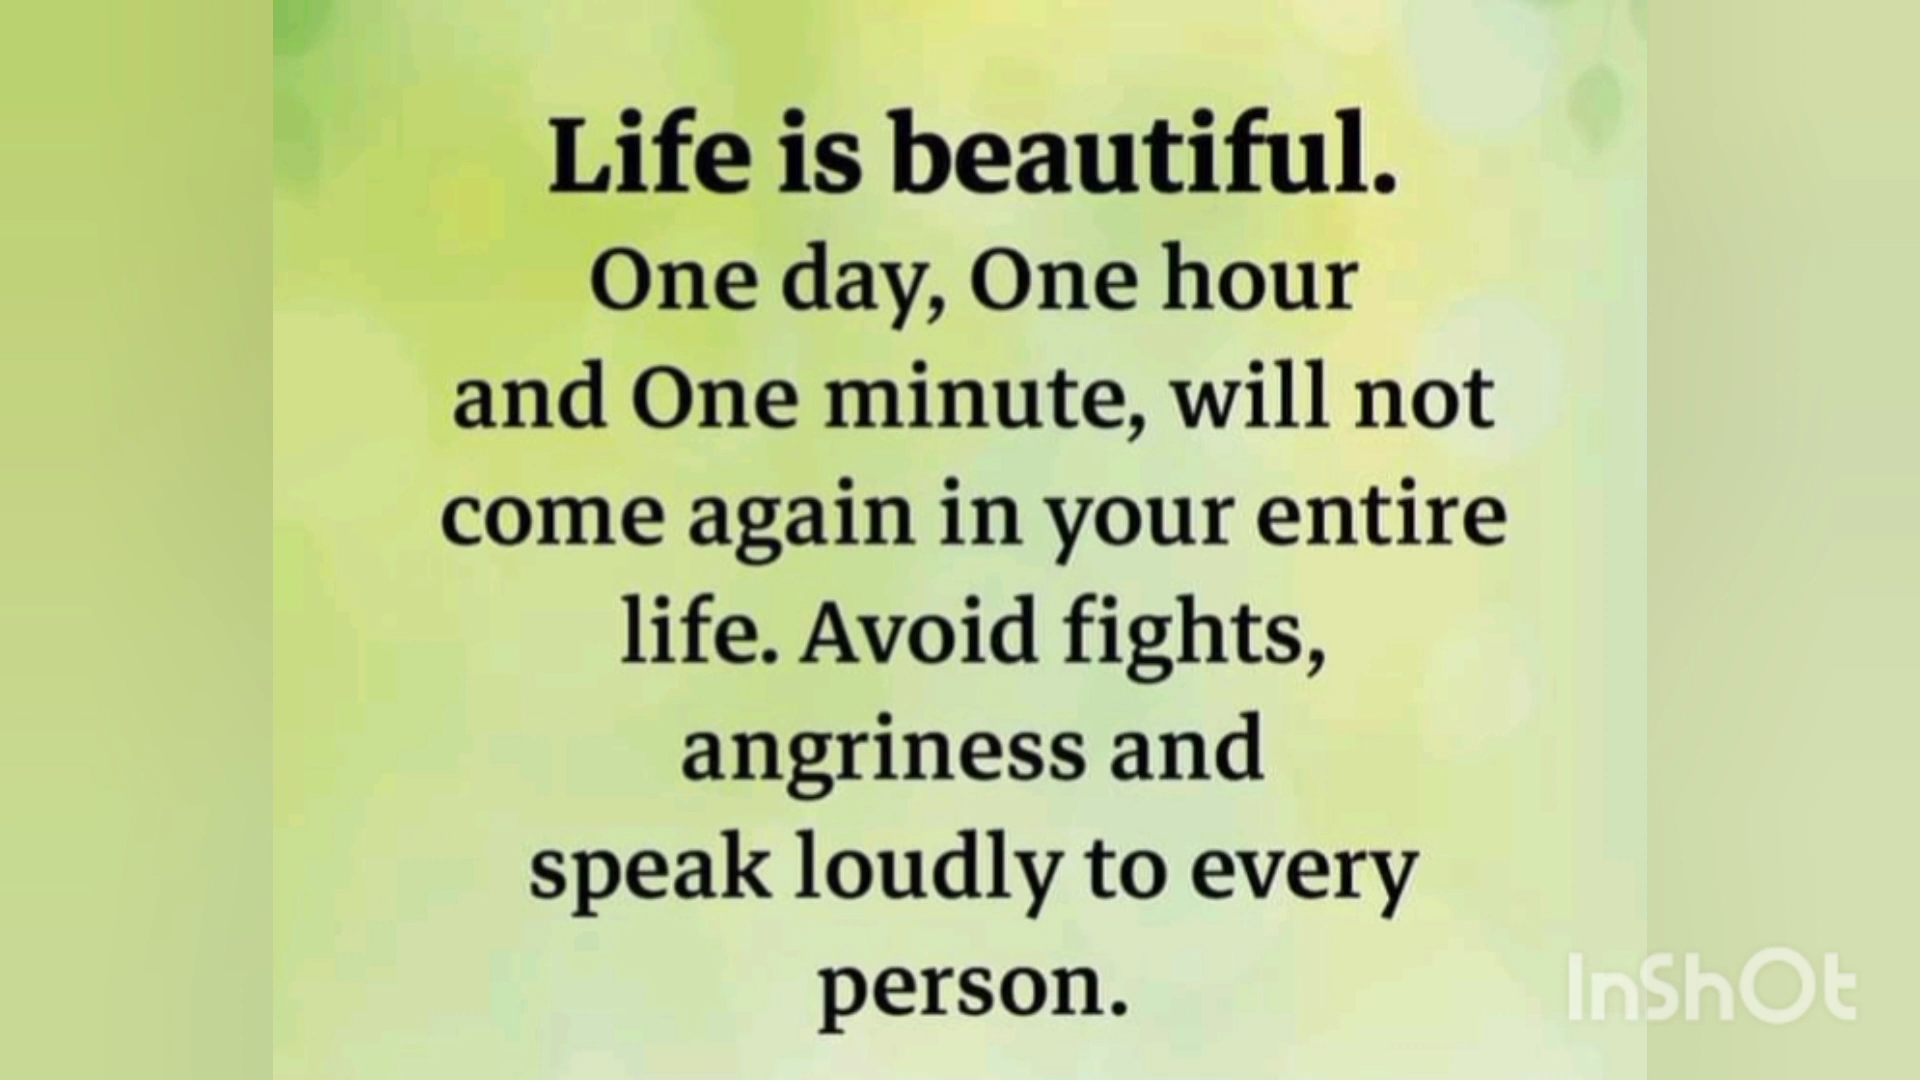 Life is beautiful.
One day, One hour
and One minute, will not
come again in your entire
life. Avoid fights,
angriness and
speak loudly to every
person.
InShOt